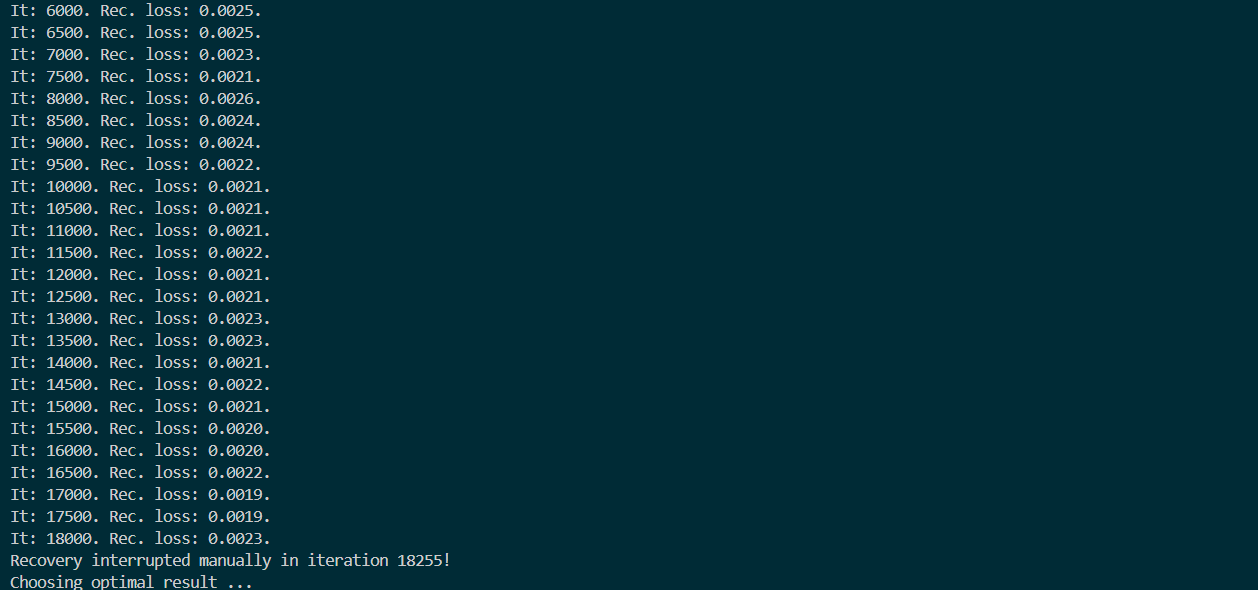 It: 6000. Rec. loss: 0.0025.
It: 6500. Rec. loss: 0.0025.
It: 7000. Rec. loss: 0.0023.
It: 7500. Rec. loss: 0.0021.
It: 8000. Rec. loss: 0.0026.
It: 8500. Rec. loss: 0.0024.
It: 9000. Rec. loss: 0.0024.
It: 9500. Rec. loss: 0.0022.
It: 10000. Rec. loss: 0.0021.
It: 10500. Rec. loss: 0.0021.
It: 11000. Rec. loss: 0.0021.
It: 11500. Rec. loss: 0.0022.
It: 12000. Rec. loss: 0.0021.
It: 12500. Rec. loss: 0.0021.
It: 13000. Rec. loss: 0.0023.
It: 13500. Rec. loss: 0.0023.
It: 14000. Rec. loss: 0.0021.
It: 14500. Rec. loss: 0.0022.
It: 15000. Rec. loss: 0.0021.
It: 15500. Rec. loss: 0.0020.
It: 16000. Rec. loss: 0.0020.
It: 16500. Rec. loss: 0.0022.
It: 17000. Rec. loss: 0.0019.
It: 17500. Rec. loss: 0.0019.
It: 18000. Rec. loss: 0.0023.
Recovery interrupted manually in iteration 18255!
Choosing optimal result ...